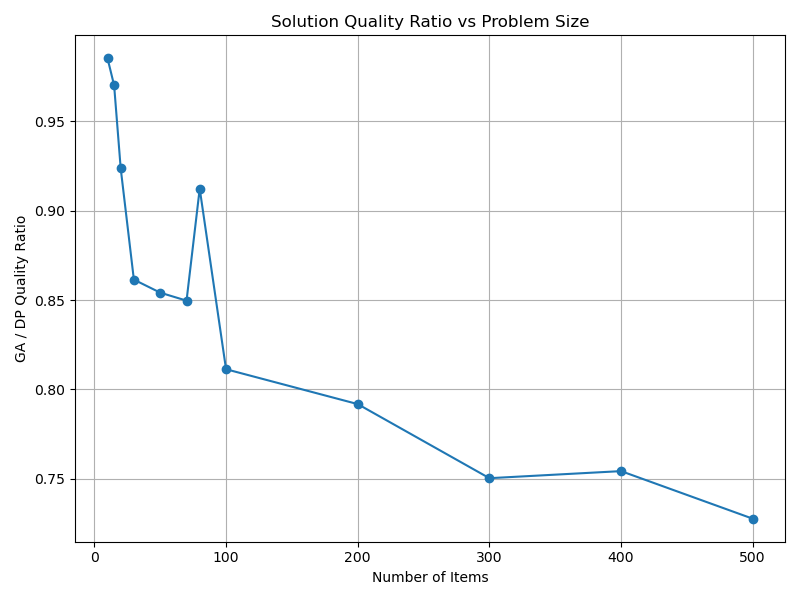 Solution Quality Ratio vs Problem Size
0.95
0.90
0.85
0.80
0.75
GA / DP Quality Ratio
0 100 200 300 400 500
Number of Items